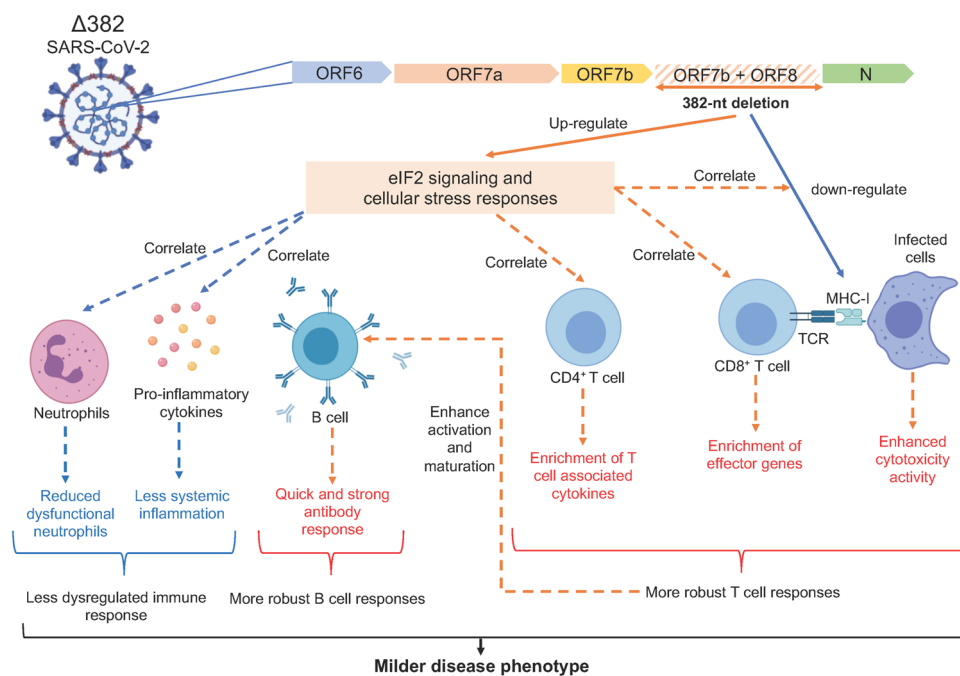 Δ382
SARS-CoV-2
ORF6
ORF7a
ORF7b
ORF7b + ORF8
N
382-nt deletion
Up-regulate
eIF2 signaling and
cellular stress responses
Correlate
down-regulate
Correlate
Correlate
Correlate
Correlate
Infected
cells
MHC-I
TCR
Neutrophils
Pro-inflammatory
cytokines
B cell
CD4⁺ T cell
CD8⁺ T cell
Enhance
activation
and
maturation
Reduced
dysfunctional
neutrophils
Less systemic
inflammation
Quick and strong
antibody
response
Enrichment of T
cell associated
cytokines
Enrichment of
effector genes
Enhanced
cytotoxicity
activity
Less dysregulated immune
response
More robust B cell responses
More robust T cell responses
Milder disease phenotype